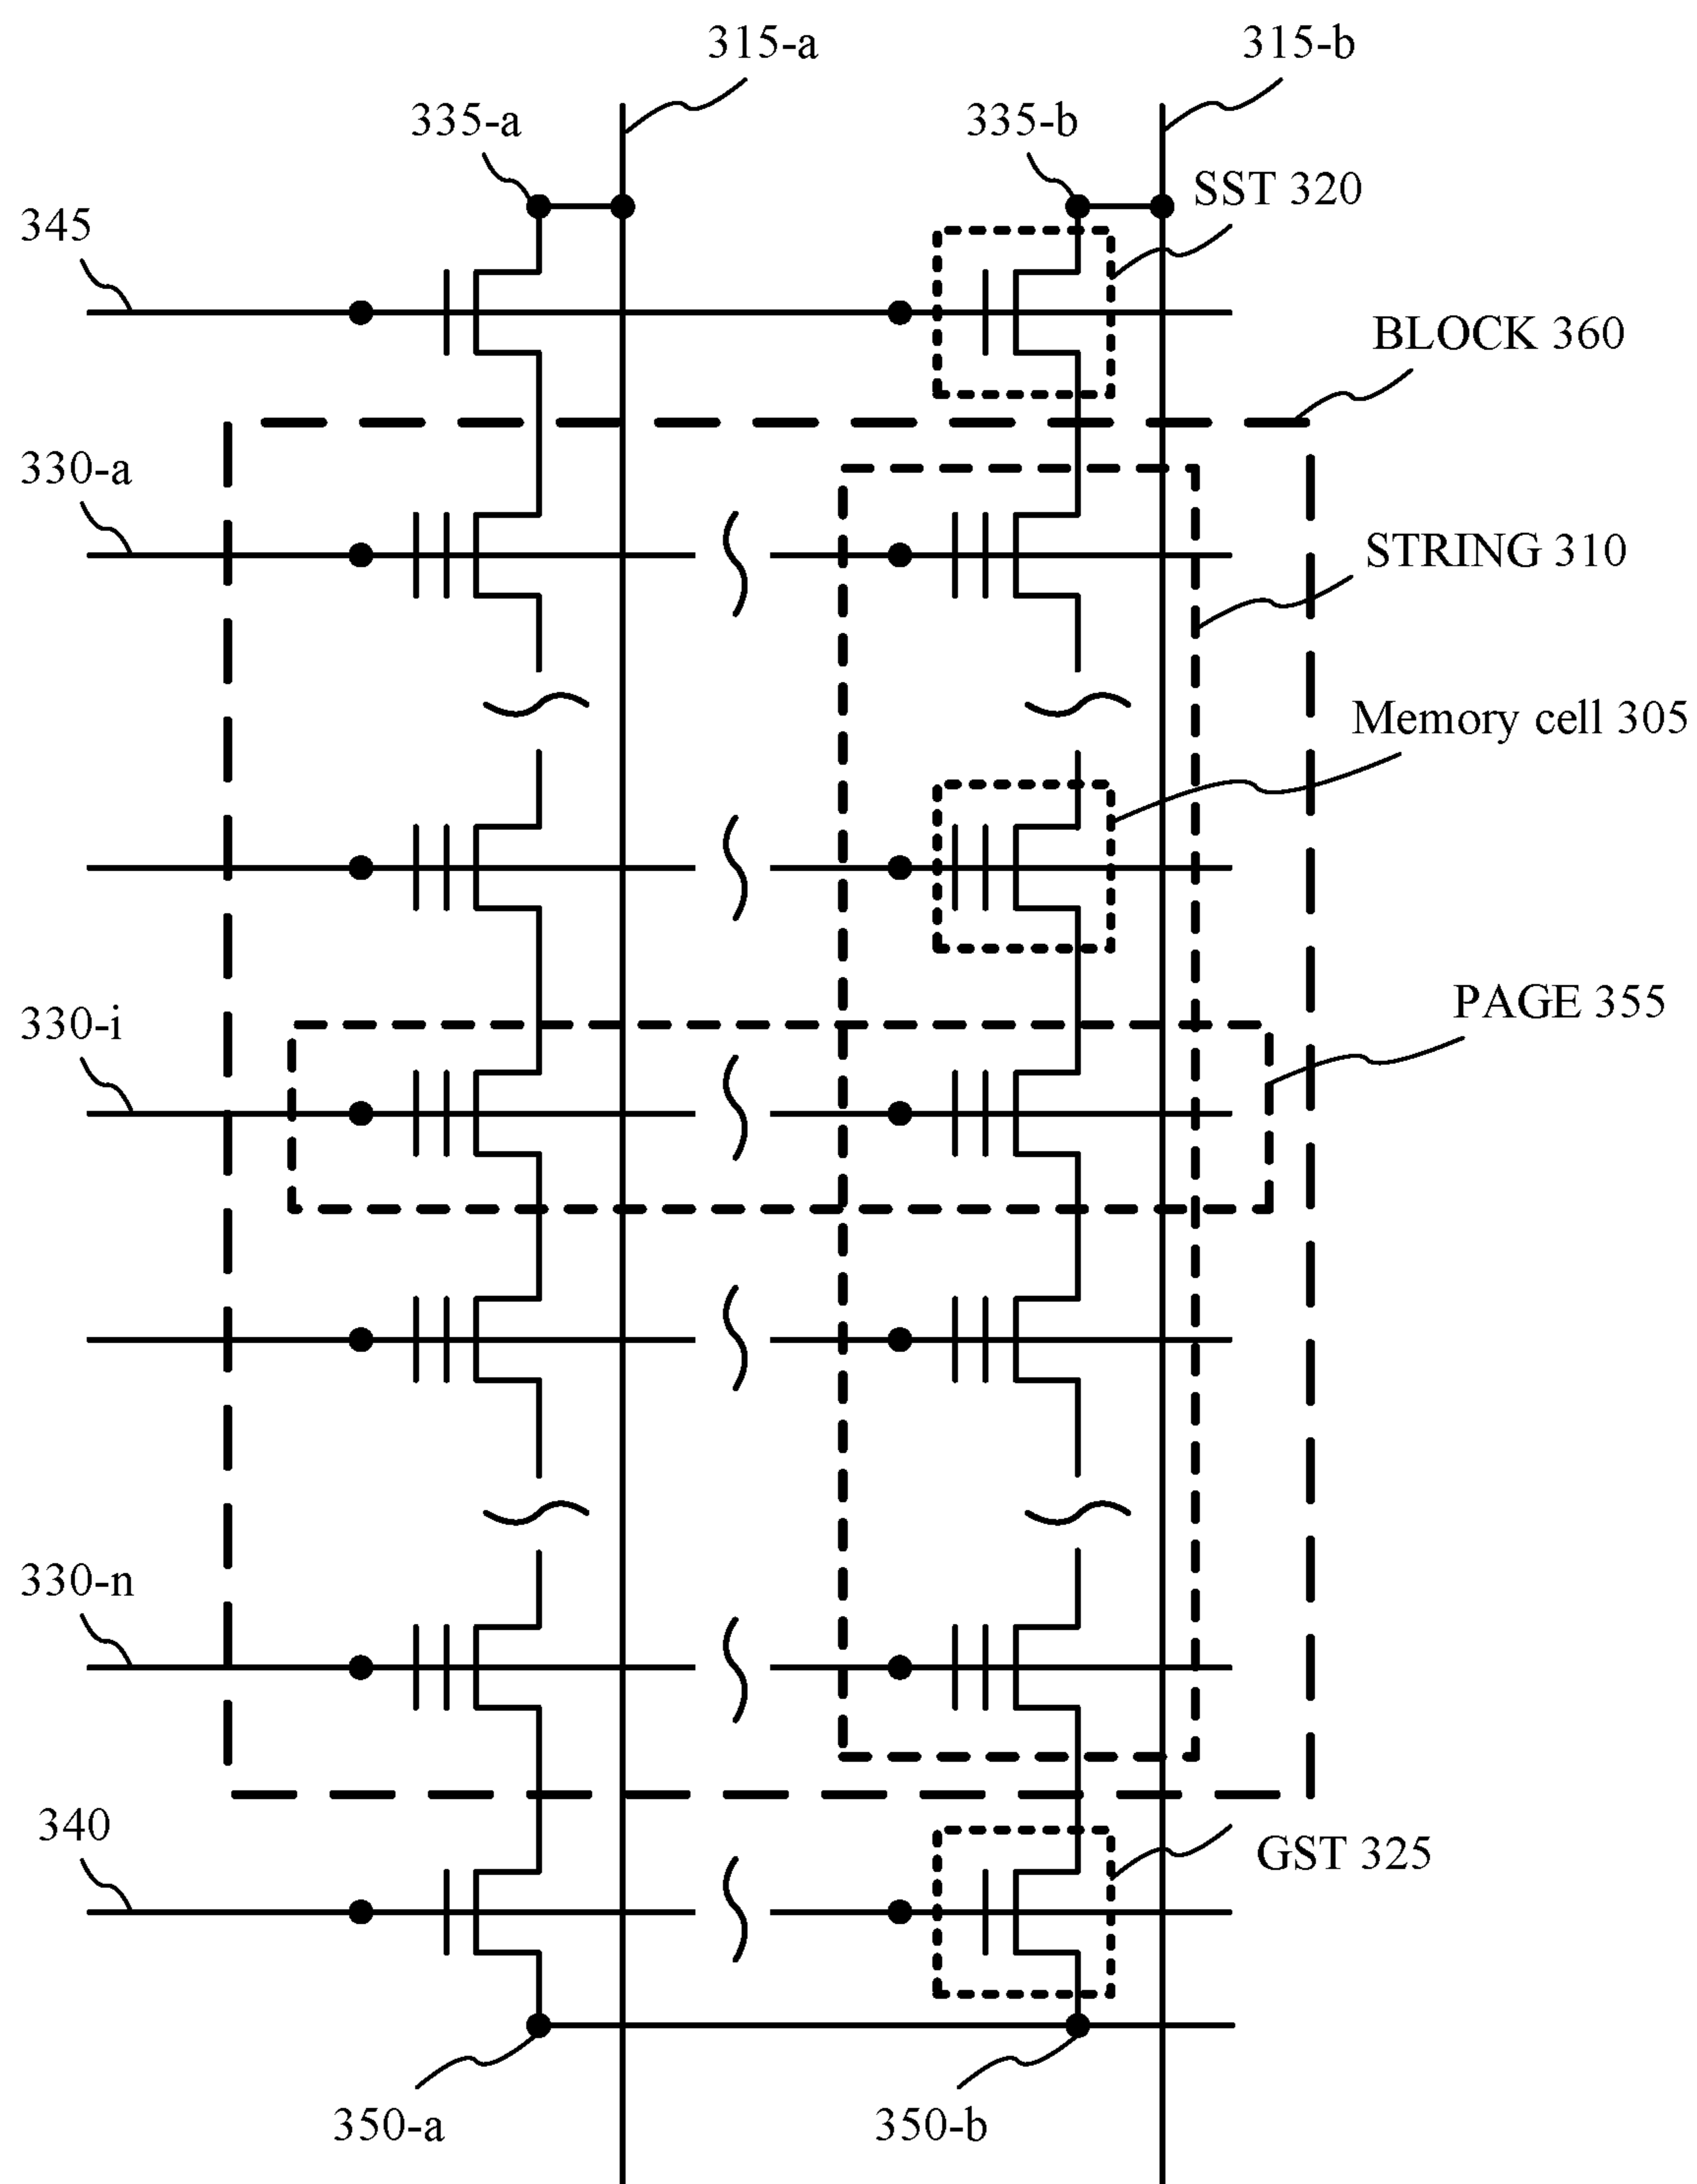 315-a
315-b
335-a
335-b
SST 320
345
BLOCK 360
330-a
STRING 310
Memory cell 305
330-i
PAGE 355
330-n
340
GST 325
350-a
350-b